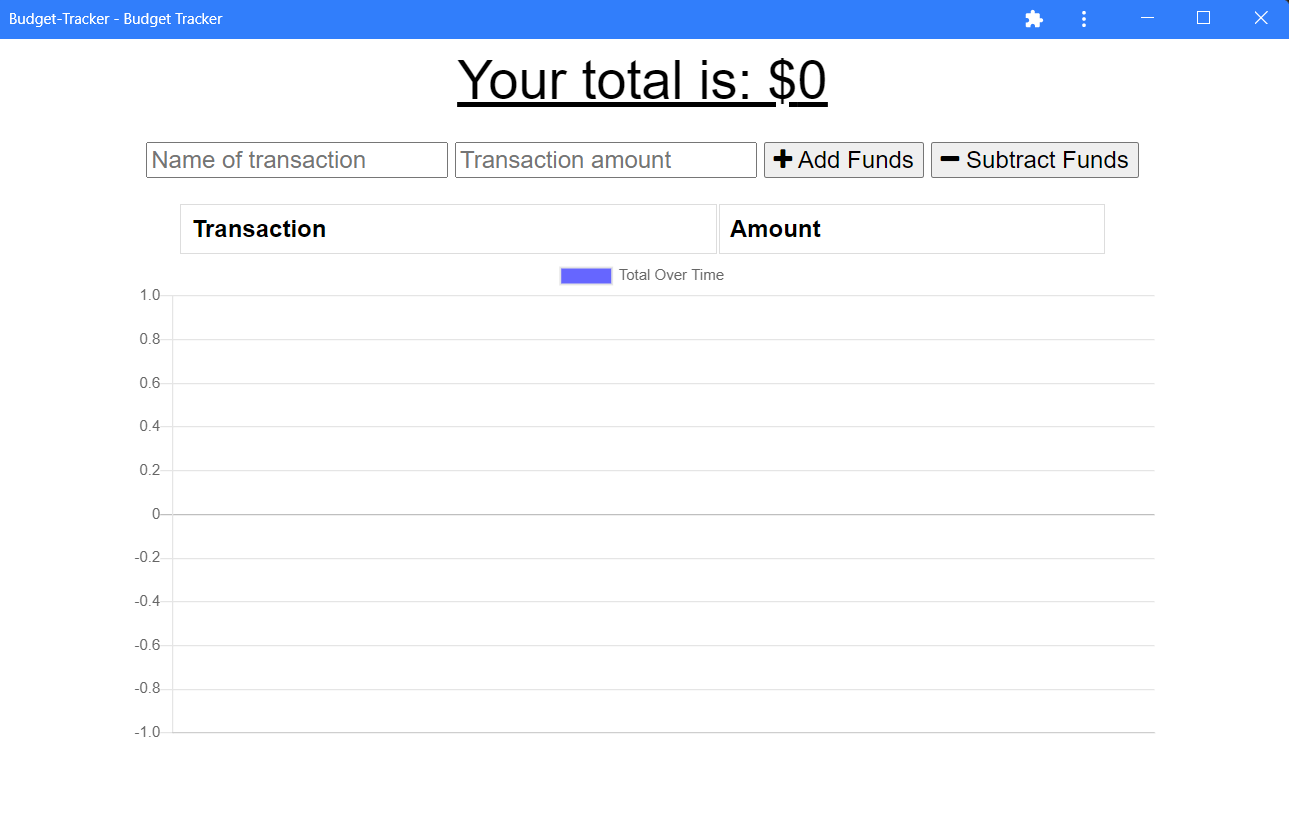 Budget-Tracker - Budget Tracker
Your total is: $0
Name of transaction Transaction amount Add Funds Subtract Funds
Transaction Amount
Total Over Time
1.0
0.8
0.6
0.4
0.2
0
-0.2
-0.4
-0.6
-0.8
-1.0